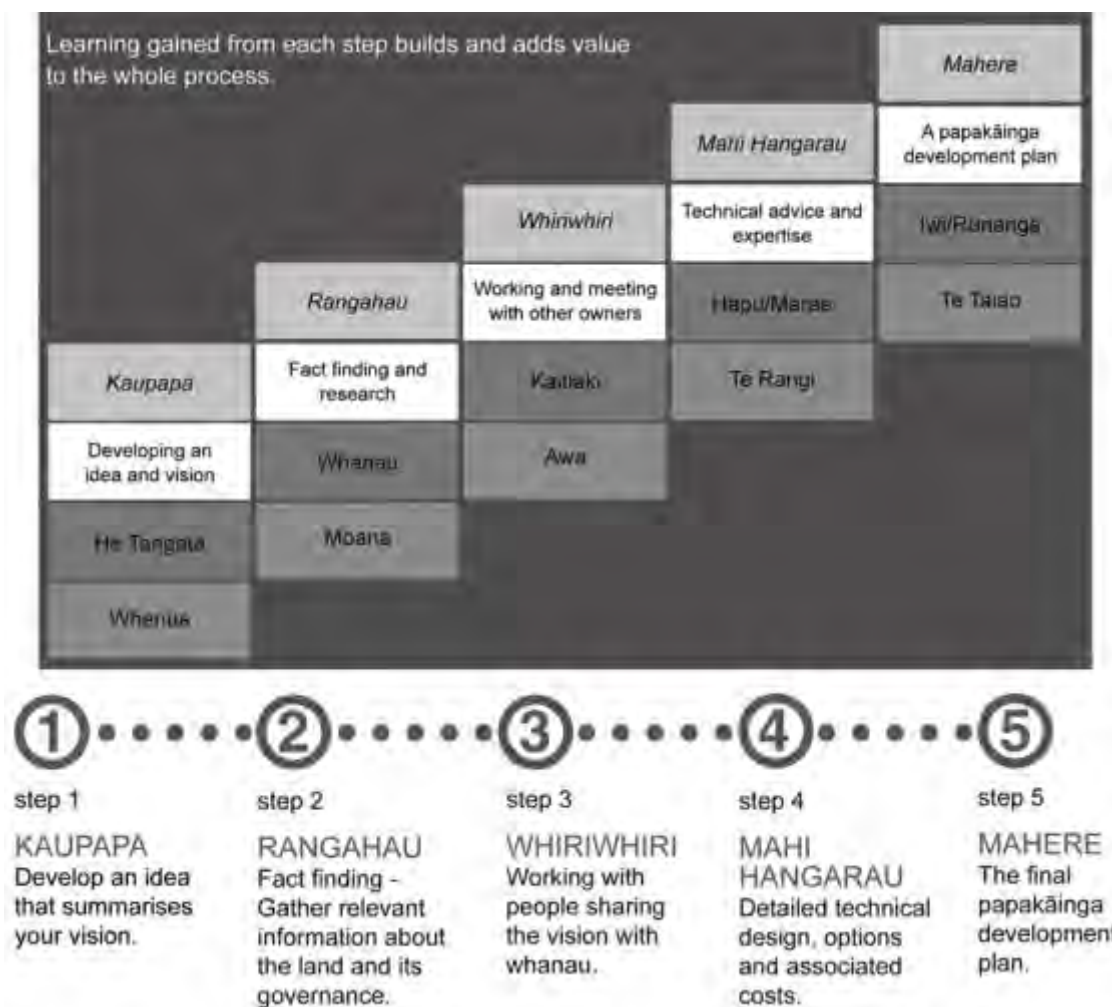 Learning gained from each step builds and adds value
to the whole process.
Mahere
A papakāinga
development plan
Iwi/Rūnanga
Te Taiao
Mahi Hangarau
Technical advice and
expertise
Hapu/Marae
Te Rangi
Whiriwhiri
Working and meeting
with other owners
Kaitiaki
Awa
Rangahau
Fact finding and
research
Whanau
Moana
Kaupapa
Developing an
idea and vision
He Tangata
Whenua
1
2
3
4
5
step 1
KAUPAPA
Develop an idea
that summarises
your vision.
step 2
RANGAHAU
Fact finding -
Gather relevant
information about
the land and its
governance.
step 3
WHIRIWHIRI
Working with
people sharing
the vision with
whanau.
step 4
MAHI
HANGARAU
Detailed technical
design, options
and associated
costs.
step 5
MAHERE
The final
papakāinga
development
plan.